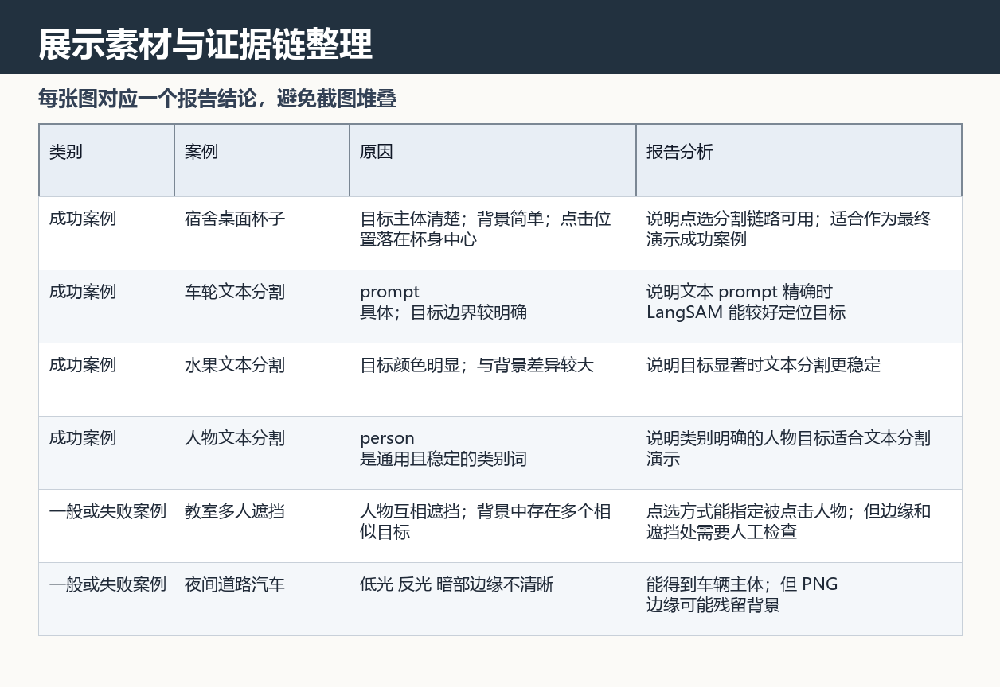 展示素材与证据链整理
每张图对应一个报告结论，避免截图堆叠
类别 案例 原因 报告分析
成功案例 宿舍桌面杯子 目标主体清楚；背景简单；点击位 说明点选分割链路可用；适合作为最终
置落在杯身中心 演示成功案例
成功案例 车轮文本分割 prompt 说明文本 prompt 精确时
具体；目标边界较明确 LangSAM 能较好定位目标
成功案例 水果文本分割 目标颜色明显；与背景差异较大 说明目标显著时文本分割更稳定
成功案例 人物文本分割 person 说明类别明确的人物目标适合文本分割
是通用且稳定的类别词 演示
一般或失败案例 教室多人遮挡 人物互相遮挡；背景中存在多个相 点选方式能指定被点击人物；但边缘和
似目标 遮挡处需要人工检查
一般或失败案例 夜间道路汽车 低光 反光 暗部边缘不清晰 能得到车辆主体；但 PNG
边缘可能残留背景